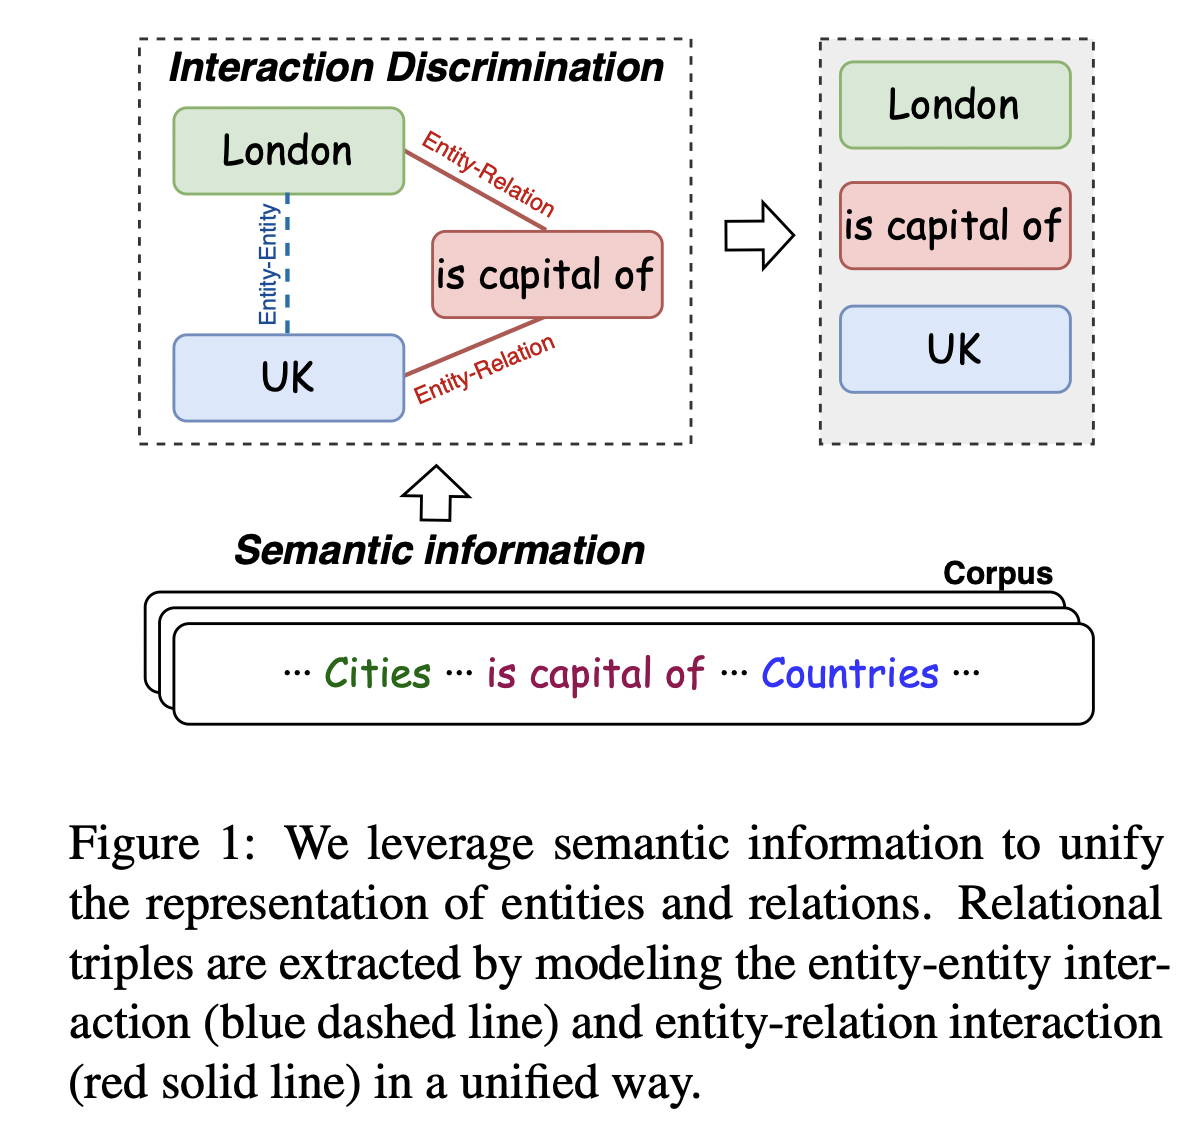 Interaction Discrimination
London
Entity-Relation
Entity-Entity
is capital of
UK
Entity-Relation
London
is capital of
UK
Semantic information
Corpus
··· Cities ··· is capital of ··· Countries ···
Figure 1: We leverage semantic information to unify
the representation of entities and relations. Relational
triples are extracted by modeling the entity-entity inter-
action (blue dashed line) and entity-relation interaction
(red solid line) in a unified way.